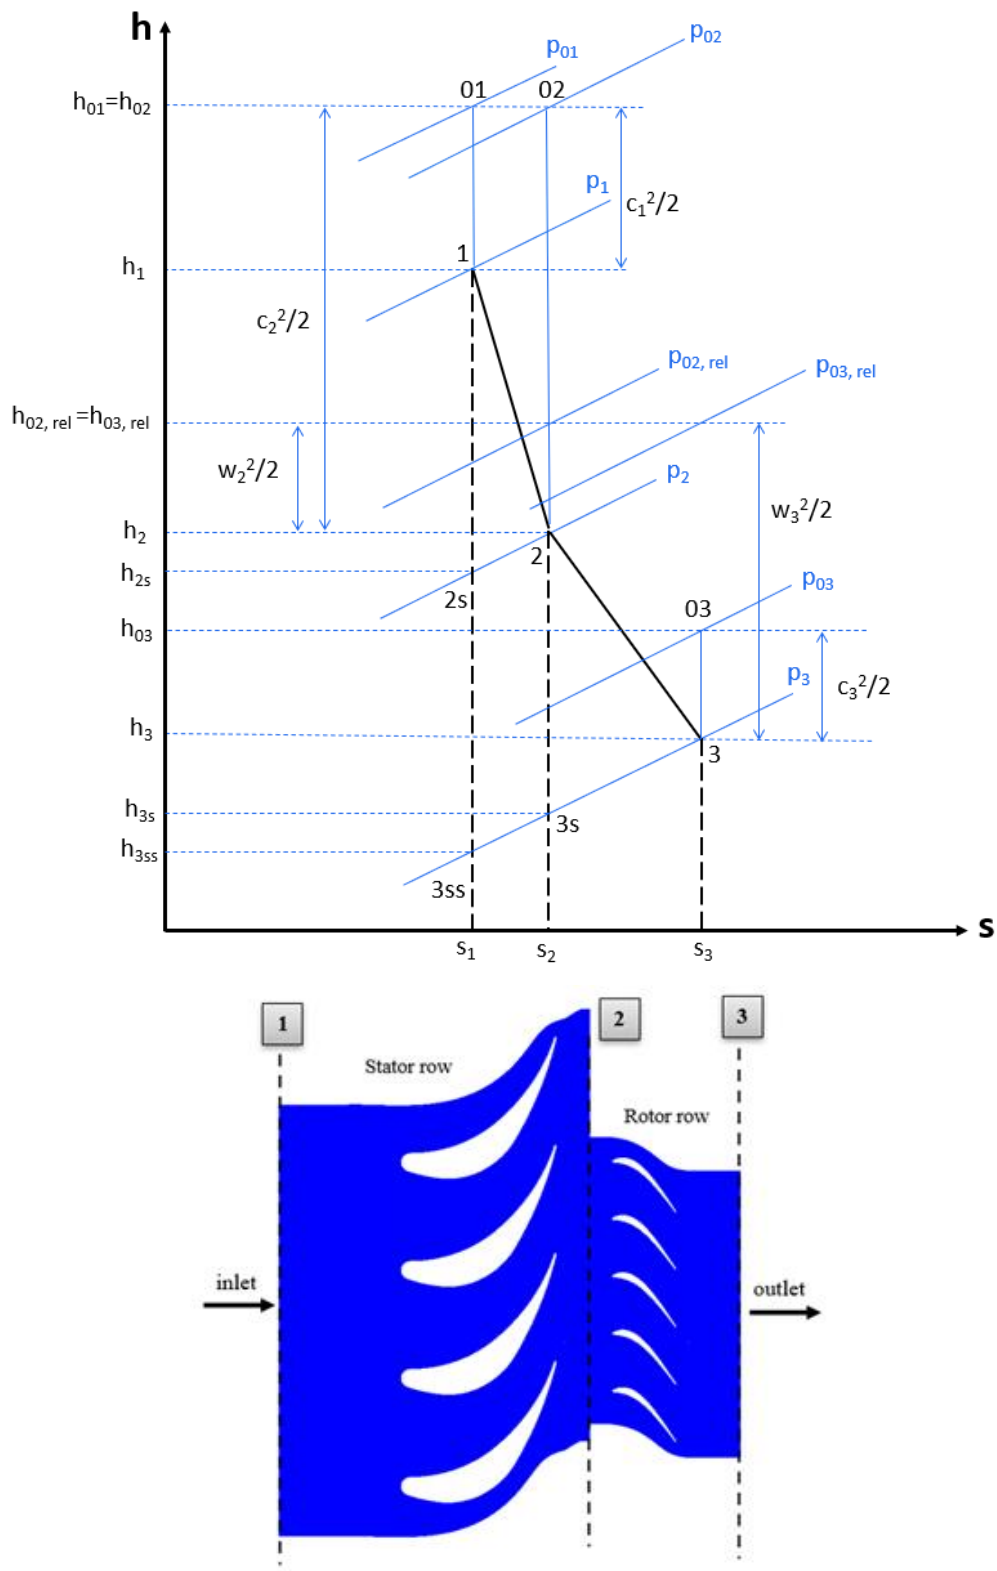 h
p₀₁
p₀₂
h₀₁=h₀₂
01
02
p₁
c₁²/2
1
h₁
c₂²/2
p₀₂, rel
p₀₃, rel
h₀₂, rel =h₀₃, rel
w₂²/2
p₂
w₃²/2
h₂
2
h₂s
2s
p₀₃
03
h₀₃
p₃
c₃²/2
h₃
3
h₃s
3s
h₃ss
3ss
s
s₁
s₂
s₃
1
2
3
Stator row
Rotor row
inlet
outlet